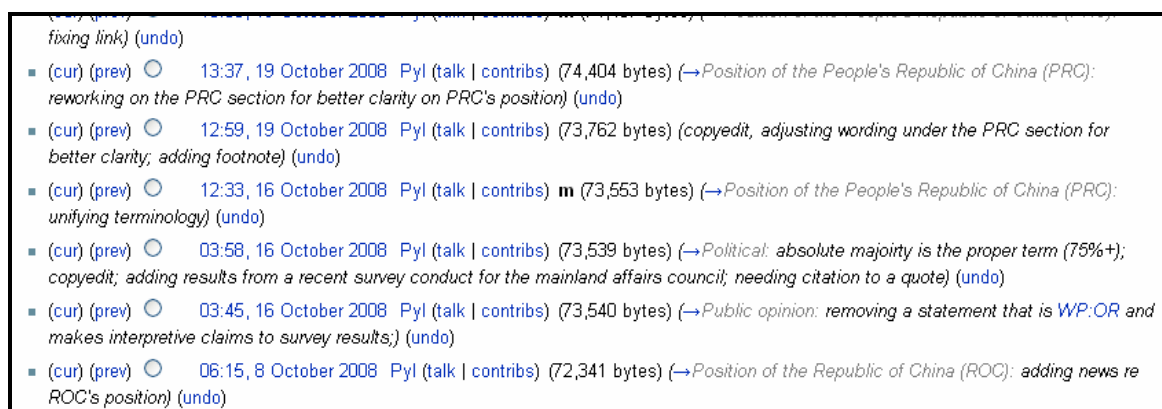 fixing link) (undo)
(cur) (prev) 13:37, 19 October 2008 Pyl (talk | contribs) (74,404 bytes) (→Position of the People's Republic of China (PRC):
reworking on the PRC section for better clarity on PRC's position) (undo)
(cur) (prev) 12:59, 19 October 2008 Pyl (talk | contribs) (73,762 bytes) (copyedit, adjusting wording under the PRC section for
better clarity; adding footnote) (undo)
(cur) (prev) 12:33, 16 October 2008 Pyl (talk | contribs) m (73,553 bytes) (→Position of the People's Republic of China (PRC):
unifying terminology) (undo)
(cur) (prev) 03:58, 16 October 2008 Pyl (talk | contribs) (73,539 bytes) (→Political: absolute majoirty is the proper term (75%+);
copyedit; adding results from a recent survey conduct for the mainland affairs council; needing citation to a quote) (undo)
(cur) (prev) 03:45, 16 October 2008 Pyl (talk | contribs) (73,540 bytes) (→Public opinion: removing a statement that is WP:OR and
makes interpretive claims to survey results;) (undo)
(cur) (prev) 06:15, 8 October 2008 Pyl (talk | contribs) (72,341 bytes) (→Position of the Republic of China (ROC): adding news re
ROC's position) (undo)